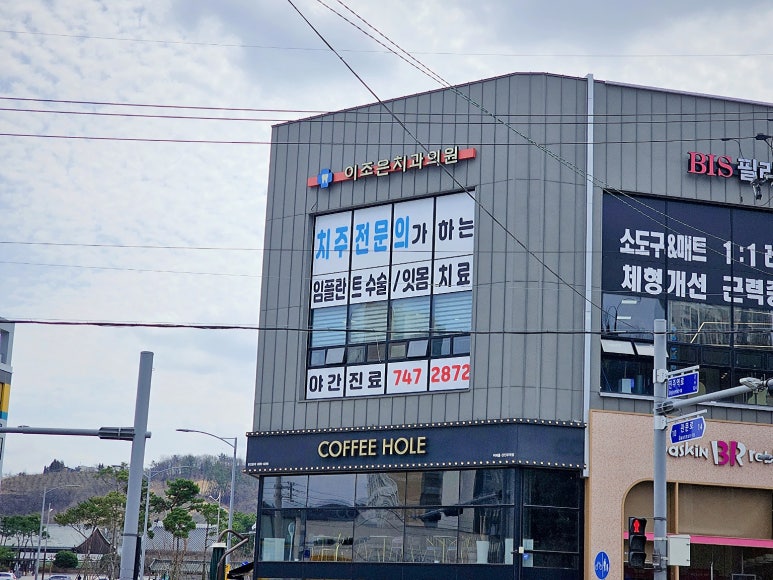 이조은치과의원
치주전문의가 하는
임플란트수술/잇몸치료
야간진료 747 2872
COFFEE HOLE
BIS 필라
소도구&매트 1:1
체형개선 근력
BR